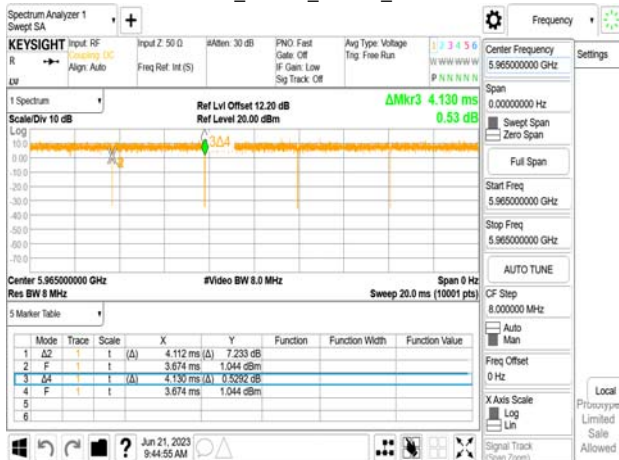 Spectrum Analyzer 1
Swept SA
Frequency
KEYSIGHT
R
Input: RF
Coupling: DC
Align: Auto
Input Z: 50 Ω
Freq Ref: Int (S)
#Atten: 30 dB
PNO: Fast
Gate: Off
IF Gain: Low
Sig Track: Off
Avg Type: Voltage
Trig: Free Run
1 2 3 4 5 6
W W W W W W
P N N N N N
Center Frequency
5.965000000 GHz
Settings
1 Spectrum
Scale/Div 10 dB
Ref Lvl Offset 12.20 dB
Ref Level 20.00 dBm
ΔMkr3 4.130 ms
0.53 dB
Span
0.00000000 Hz
Swept Span
Zero Span
Full Span
Log
10.0
0.00
-10.0
-20.0
-30.0
-40.0
-50.0
-60.0
-70.0
3Δ4
2
Start Freq
5.965000000 GHz
Stop Freq
5.965000000 GHz
AUTO TUNE
Center 5.965000000 GHz
Res BW 8 MHz
#Video BW 8.0 MHz
Span 0 Hz
Sweep 20.0 ms (10001 pts)
CF Step
8.000000 MHz
Auto
Man
5 Marker Table
Mode Trace Scale X Y Function Function Width Function Value
1 Δ2 1 t (Δ) 4.112 ms (Δ) 7.233 dB
2 F 1 t 3.674 ms 1.044 dBm
3 Δ4 1 t (Δ) 4.130 ms (Δ) 0.5292 dB
4 F 1 t 3.674 ms 1.044 dBm
5
6
Freq Offset
0 Hz
X Axis Scale
Log
Lin
Local
Prototype
Limited
Sale
Allowed
Signal Track
(Span Zoom)
?
Jun 21, 2023
9:44:55 AM